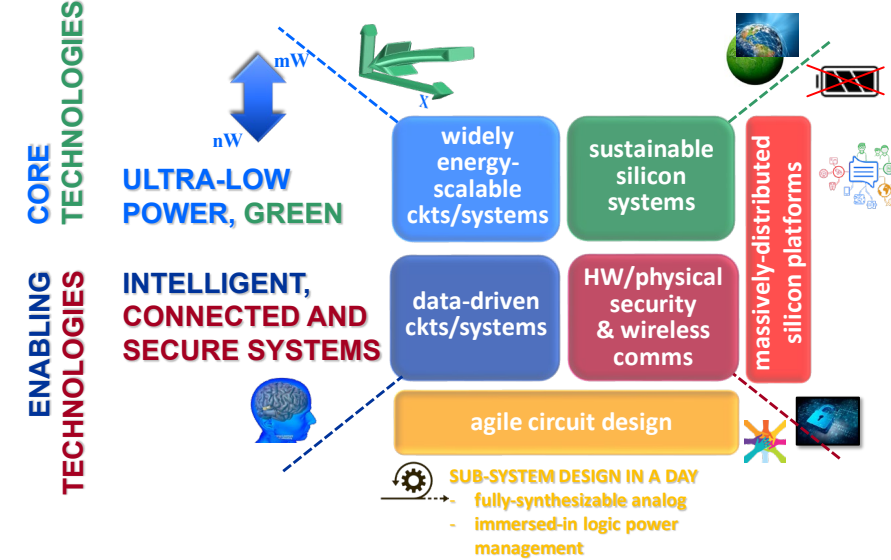 CORE
TECHNOLOGIES
mW
nW
X
ULTRA-LOW
POWER, GREEN
widely
energy-
scalable
ckts/systems
sustainable
silicon
systems
massively-distributed
silicon platforms
ENABLING
TECHNOLOGIES
INTELLIGENT,
CONNECTED AND
SECURE SYSTEMS
data-driven
ckts/systems
HW/physical
security
& wireless
comms
agile circuit design
SUB-SYSTEM DESIGN IN A DAY
- fully-synthesizable analog
- immersed-in logic power
management